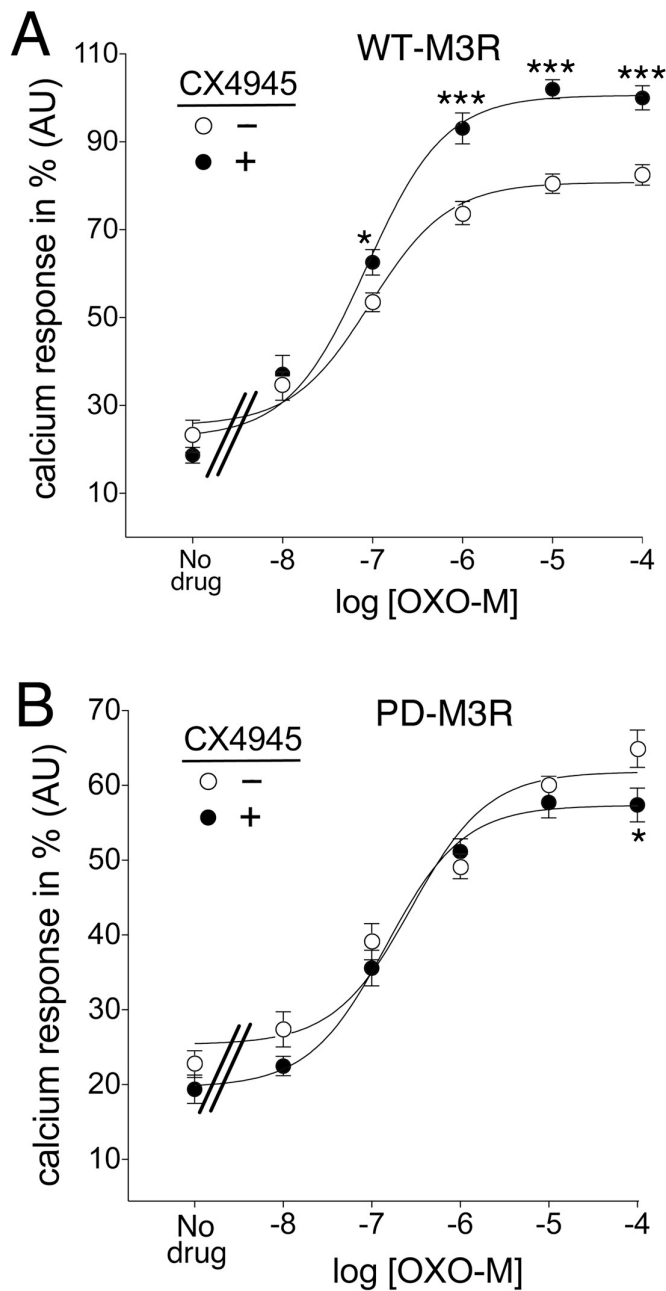 A
WT-M3R
CX4945
−
+
calcium response in % (AU)
110
90
70
50
30
10
*
***
***
***
No drug
-8
-7
-6
-5
-4
log [OXO-M]
B
PD-M3R
CX4945
−
+
calcium response in % (AU)
70
60
50
40
30
20
10
*
No drug
-8
-7
-6
-5
-4
log [OXO-M]